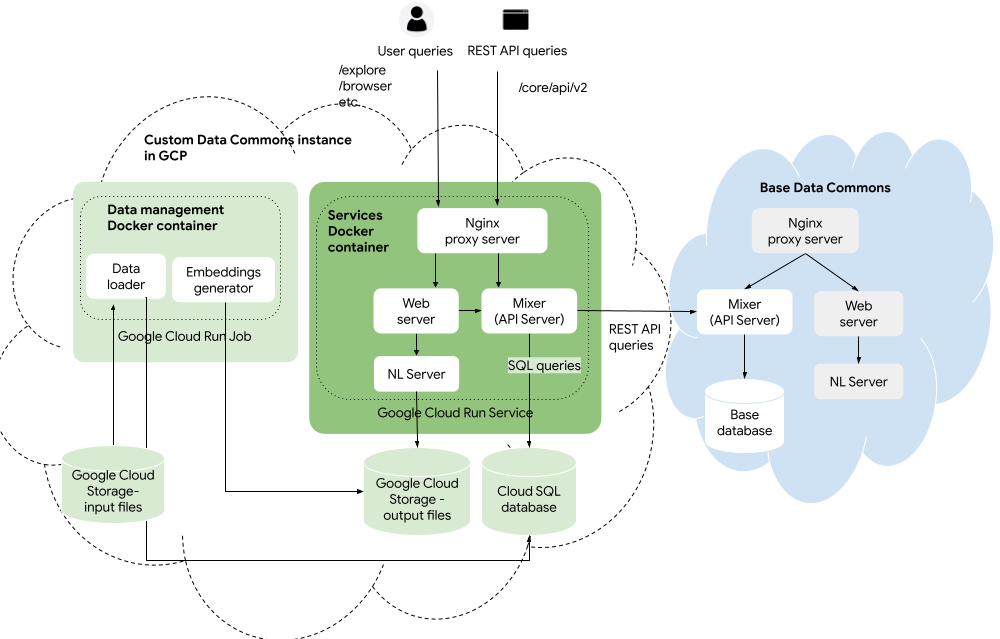 User queries
REST API queries
/explore
/browser
etc
/core/api/v2
Custom Data Commons instance
in GCP
Data management
Docker container
Data
loader
Embeddings
generator
Google Cloud Run Job
Services
Docker
container
Nginx
proxy server
Web
server
Mixer
(API Server)
NL Server
SQL queries
Google Cloud Run Service
REST API
queries
Google Cloud
Storage-
input files
Google Cloud
Storage -
output files
Cloud SQL
database
Base Data Commons
Nginx
proxy server
Mixer
(API Server)
Web
server
NL Server
Base
database